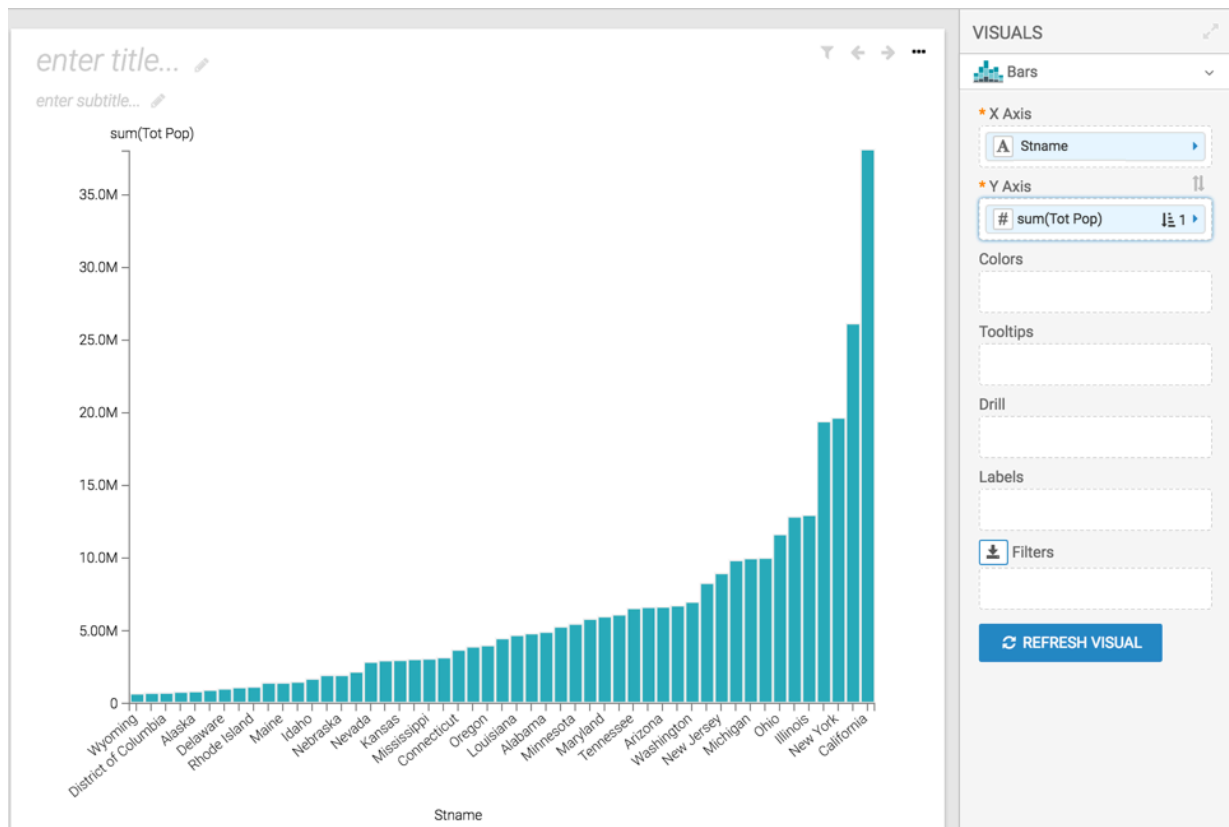 enter title...
enter subtitle...
sum(Tot Pop)
35.0M
30.0M
25.0M
20.0M
15.0M
10.0M
5.00M
0
Wyoming
District of Columbia
Alaska
Delaware
Rhode Island
Maine
Idaho
Nebraska
Nevada
Kansas
Mississippi
Connecticut
Oregon
Louisiana
Alabama
Minnesota
Maryland
Tennessee
Arizona
Washington
New Jersey
Michigan
Ohio
Illinois
New York
California
Stname
VISUALS
Bars
* X Axis
A Stname
* Y Axis
# sum(Tot Pop) 1
Colors
Tooltips
Drill
Labels
Filters
REFRESH VISUAL